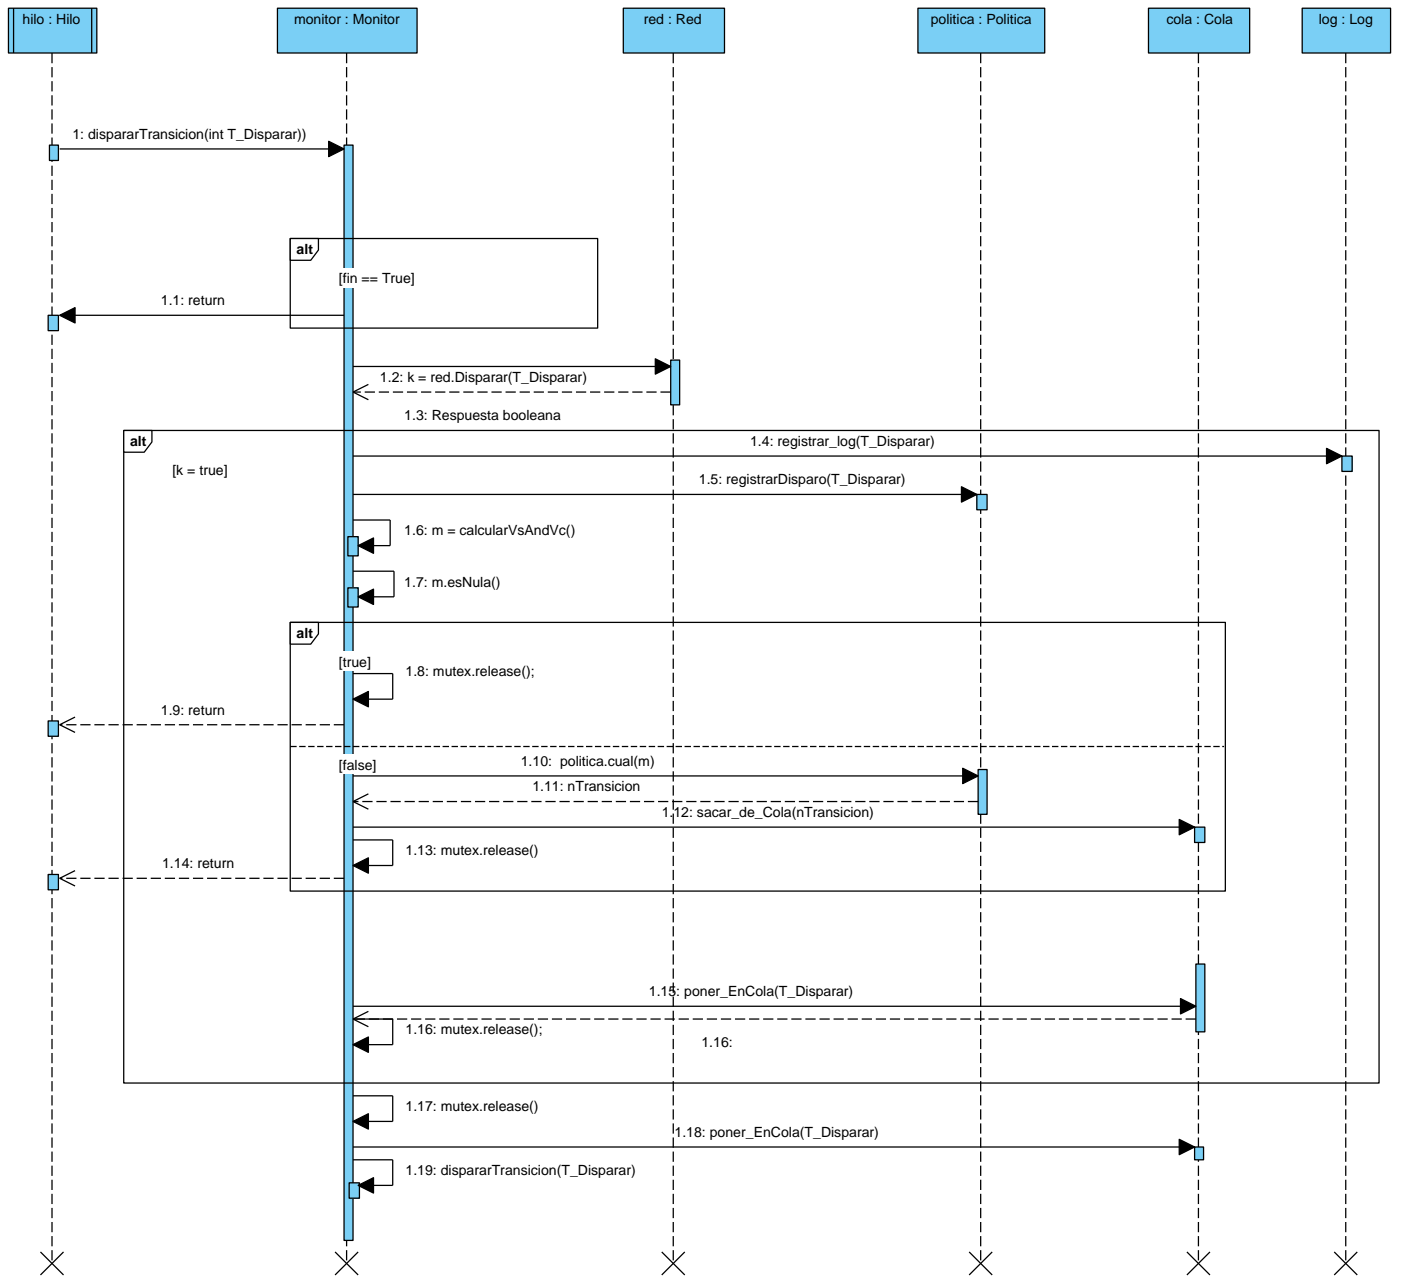 hilo : Hilo
monitor : Monitor
red : Red
politica : Politica
cola : Cola
log : Log
1: dispararTransicion(int T_Disparar))
alt
[fin == True]
1.1: return
1.2: k = red.Disparar(T_Disparar)
1.3: Respuesta booleana
alt
1.4: registrar_log(T_Disparar)
[k = true]
1.5: registrarDisparo(T_Disparar)
1.6: m = calcularVsAndVc()
1.7: m.esNula()
alt
[true]
1.8: mutex.release();
1.9: return
[false]
1.10:  politica.cual(m)
1.11: nTransicion
1.12: sacar_de_Cola(nTransicion)
1.13: mutex.release()
1.14: return
1.15: poner_EnCola(T_Disparar)
1.16: mutex.release();
1.16:
1.17: mutex.release()
1.18: poner_EnCola(T_Disparar)
1.19: dispararTransicion(T_Disparar)